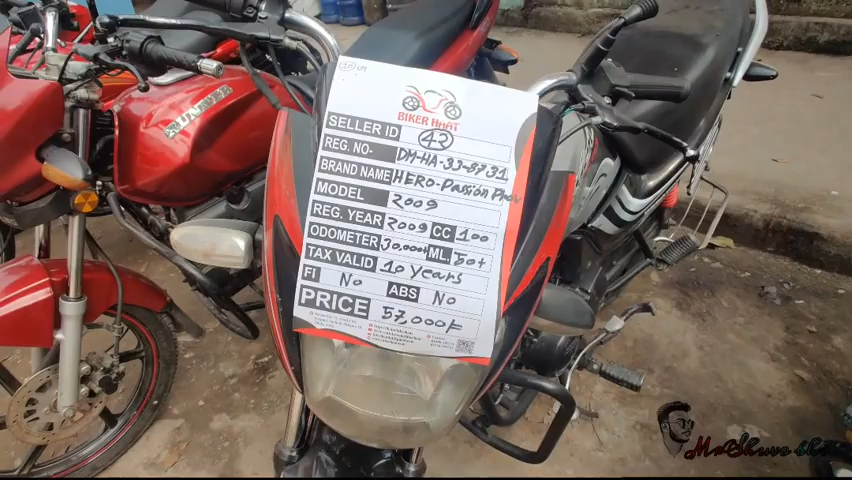 RUNNER
BIKER HAAT
SELLER ID 42
REG. NO- DM-HA-33-8731
BRAND NAME HERO-Passion
MODEL 2009
REG. YEAR 2009 CC 100
ODOMETER 30,000+ ML. 50+
TAX VALID 10 Years
FI No ABS No
PRICE 57,000/-